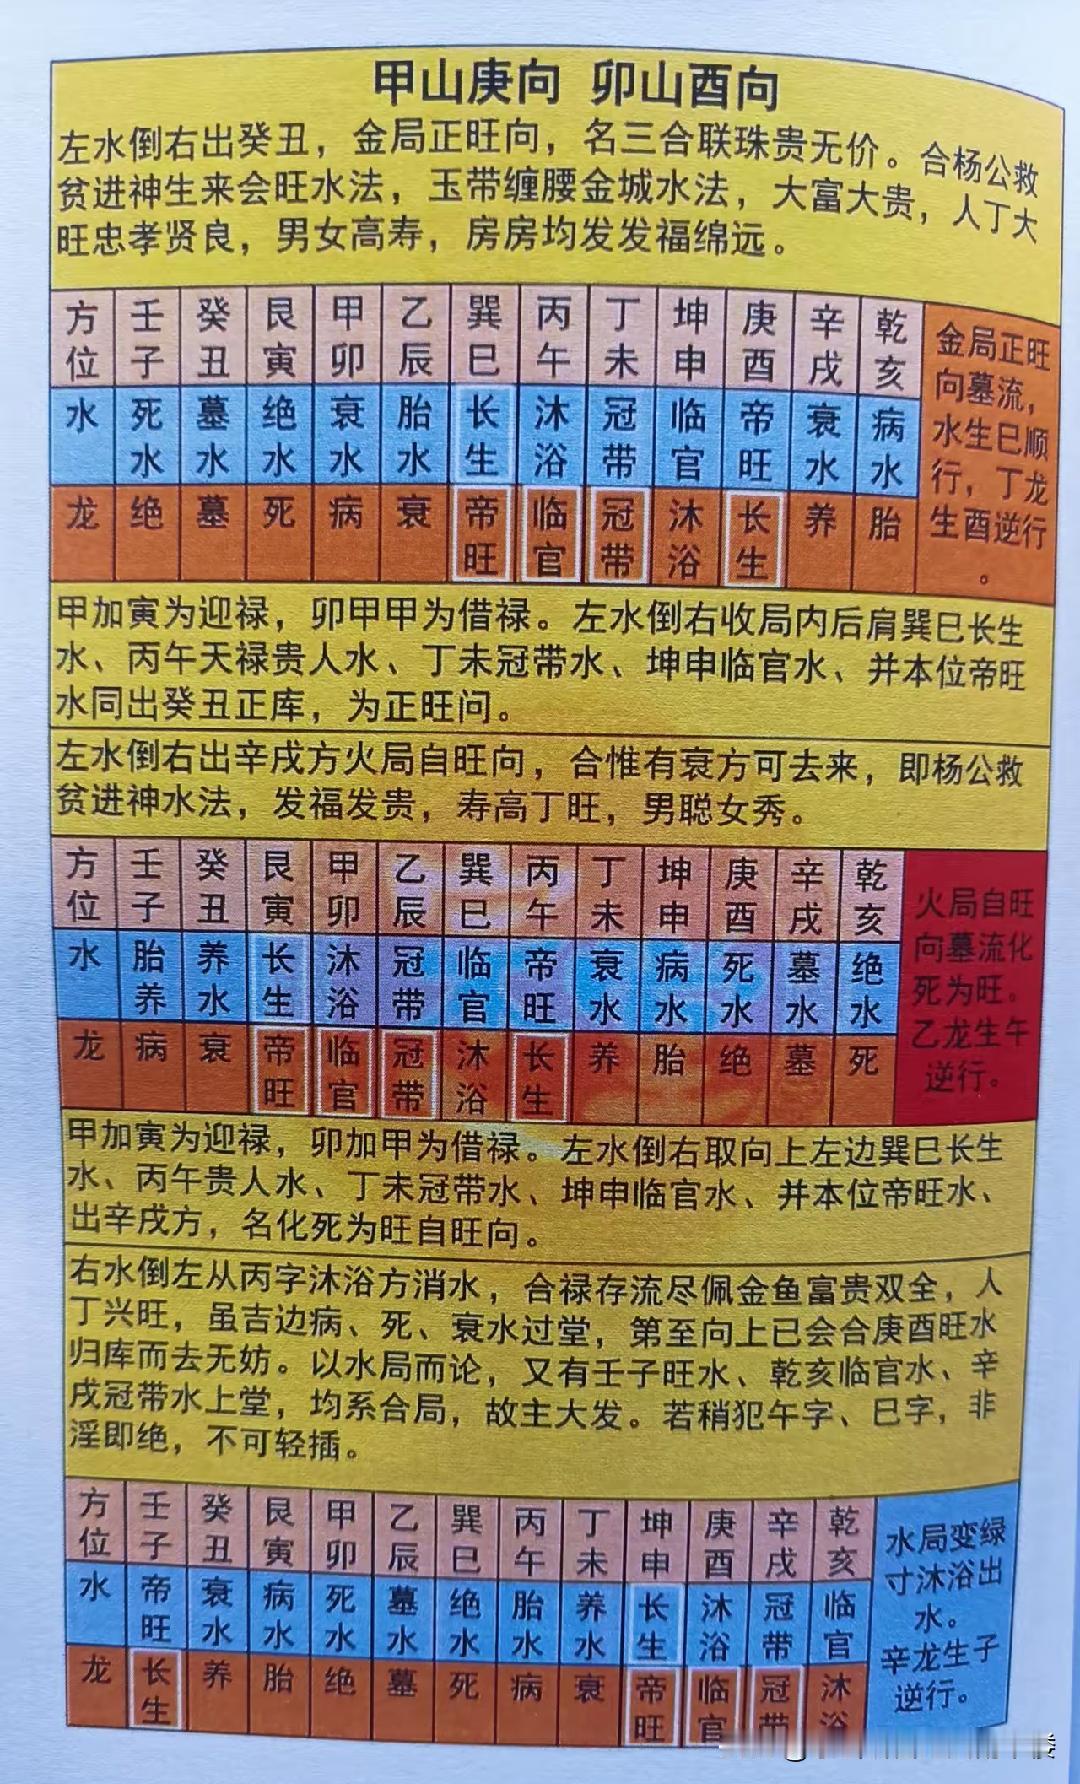 甲山庚向 卯山酉向
左水倒右出癸丑，金局正旺向，名三合联珠贵无价。合杨公救
贫进神生来会旺水法，玉带缠腰金城水法，大富大贵，人丁大
旺忠孝贤良，男女高寿，房房均发发福绵远。
方位 壬子 癸丑 艮寅 甲卯 乙辰 巽巳 丙午 丁未 坤申 庚酉 辛戌 乾亥
水 死水 墓水 绝水 衰水 胎水 长生 沐浴 冠带 临官 帝旺 衰水 病水
龙 绝 墓 死 病 衰 帝旺 临官 冠带 沐浴 长生 养 胎
金局正旺
向墓流，
水生巳顺
行，丁龙
生酉逆行
。
甲加寅为迎禄，卯甲甲为借禄。左水倒右收局内后肩巽巳长生
水、丙午天禄贵人水、丁未冠带水、坤申临官水、并本位帝旺
水同出癸丑正库，为正旺问。
左水倒右出辛戌方火局自旺向，合惟有衰方可去来，即杨公救
贫进神水法，发福发贵，寿高丁旺，男聪女秀。
方位 壬子 癸丑 艮寅 甲卯 乙辰 巽巳 丙午 丁未 坤申 庚酉 辛戌 乾亥
水 胎养 养水 长生 沐浴 冠带 临官 帝旺 衰水 病水 死水 墓水 绝水
龙 病 衰 帝旺 临官 冠带 沐浴 长生 养 胎 绝 墓 死
火局自旺
向墓流化
死为旺。
乙龙生午
逆行。
甲加寅为迎禄，卯加甲为借禄。左水倒右取向上左边巽巳长生
水、丙午贵人水、丁未冠带水、坤申临官水、并本位帝旺水、
出辛戌方，名化死为旺自旺向。
右水倒左从丙字沐浴方消水，合禄存流尽佩金鱼富贵双全，人
丁兴旺，虽吉边病、死、衰水过堂，第至向上已会合庚酉旺水
归库而去无妨。以水局而论，又有壬子旺水、乾亥临官水、辛
戌冠带水上堂，均系合局，故主大发。若稍犯午字、巳字，非
淫即绝，不可轻插。
方位 壬子 癸丑 艮寅 甲卯 乙辰 巽巳 丙午 丁未 坤申 庚酉 辛戌 乾亥
水 帝旺 衰水 病水 死水 墓水 绝水 胎水 养水 长生 沐浴 冠带 临官
龙 长生 养 胎 绝 墓 死 病 衰 帝旺 临官 冠带 沐浴
水局变绿
寸沐浴出
水。
辛龙生子
逆行。